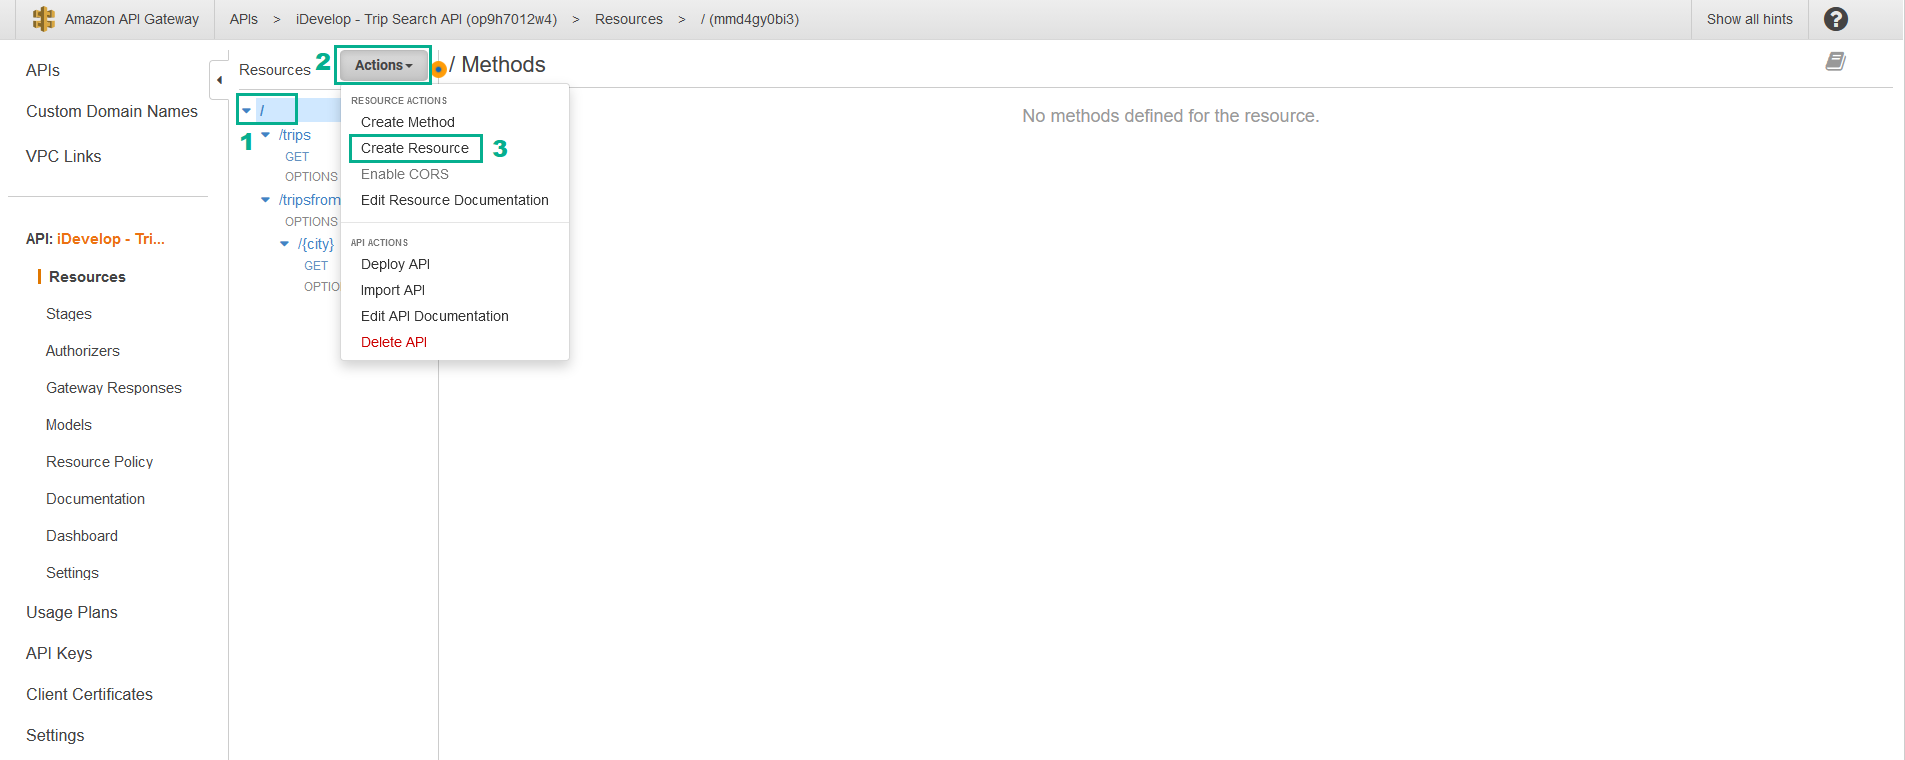 Amazon API Gateway
APIs > iDevelop - Trip Search API (op9h7012w4) > Resources > / (mmd4gy0bi3)
Show all hints
?
APIs
Custom Domain Names
VPC Links
API: iDevelop - Tri...
Resources
Stages
Authorizers
Gateway Responses
Models
Resource Policy
Documentation
Dashboard
Settings
Usage Plans
API Keys
Client Certificates
Settings
Resources
2
Actions
/
1
/trips
GET
OPTIONS
/tripsfrom
OPTIONS
/{city}
GET
OPTIO
RESOURCE ACTIONS
Create Method
Create Resource
3
Enable CORS
Edit Resource Documentation
API ACTIONS
Deploy API
Import API
Edit API Documentation
Delete API
/ Methods
No methods defined for the resource.